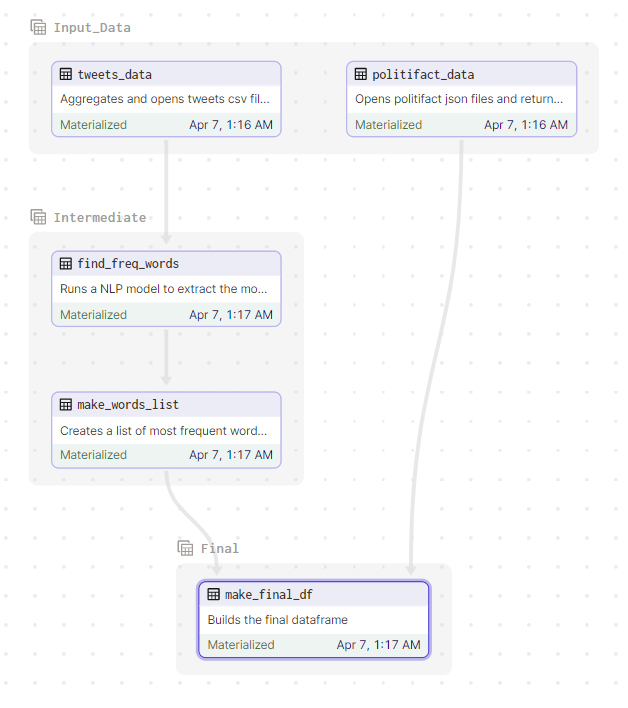 Input_Data
tweets_data
Aggregates and opens tweets csv fil...
Materialized Apr 7, 1:16 AM
politifact_data
Opens politifact json files and return...
Materialized Apr 7, 1:16 AM
Intermediate
find_freq_words
Runs a NLP model to extract the mo...
Materialized Apr 7, 1:17 AM
make_words_list
Creates a list of most frequent word...
Materialized Apr 7, 1:17 AM
Final
make_final_df
Builds the final dataframe
Materialized Apr 7, 1:17 AM